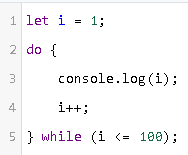 1 let i = 1;
2 do {
3     console.log(i);
4     i++;
5 } while (i <= 100);